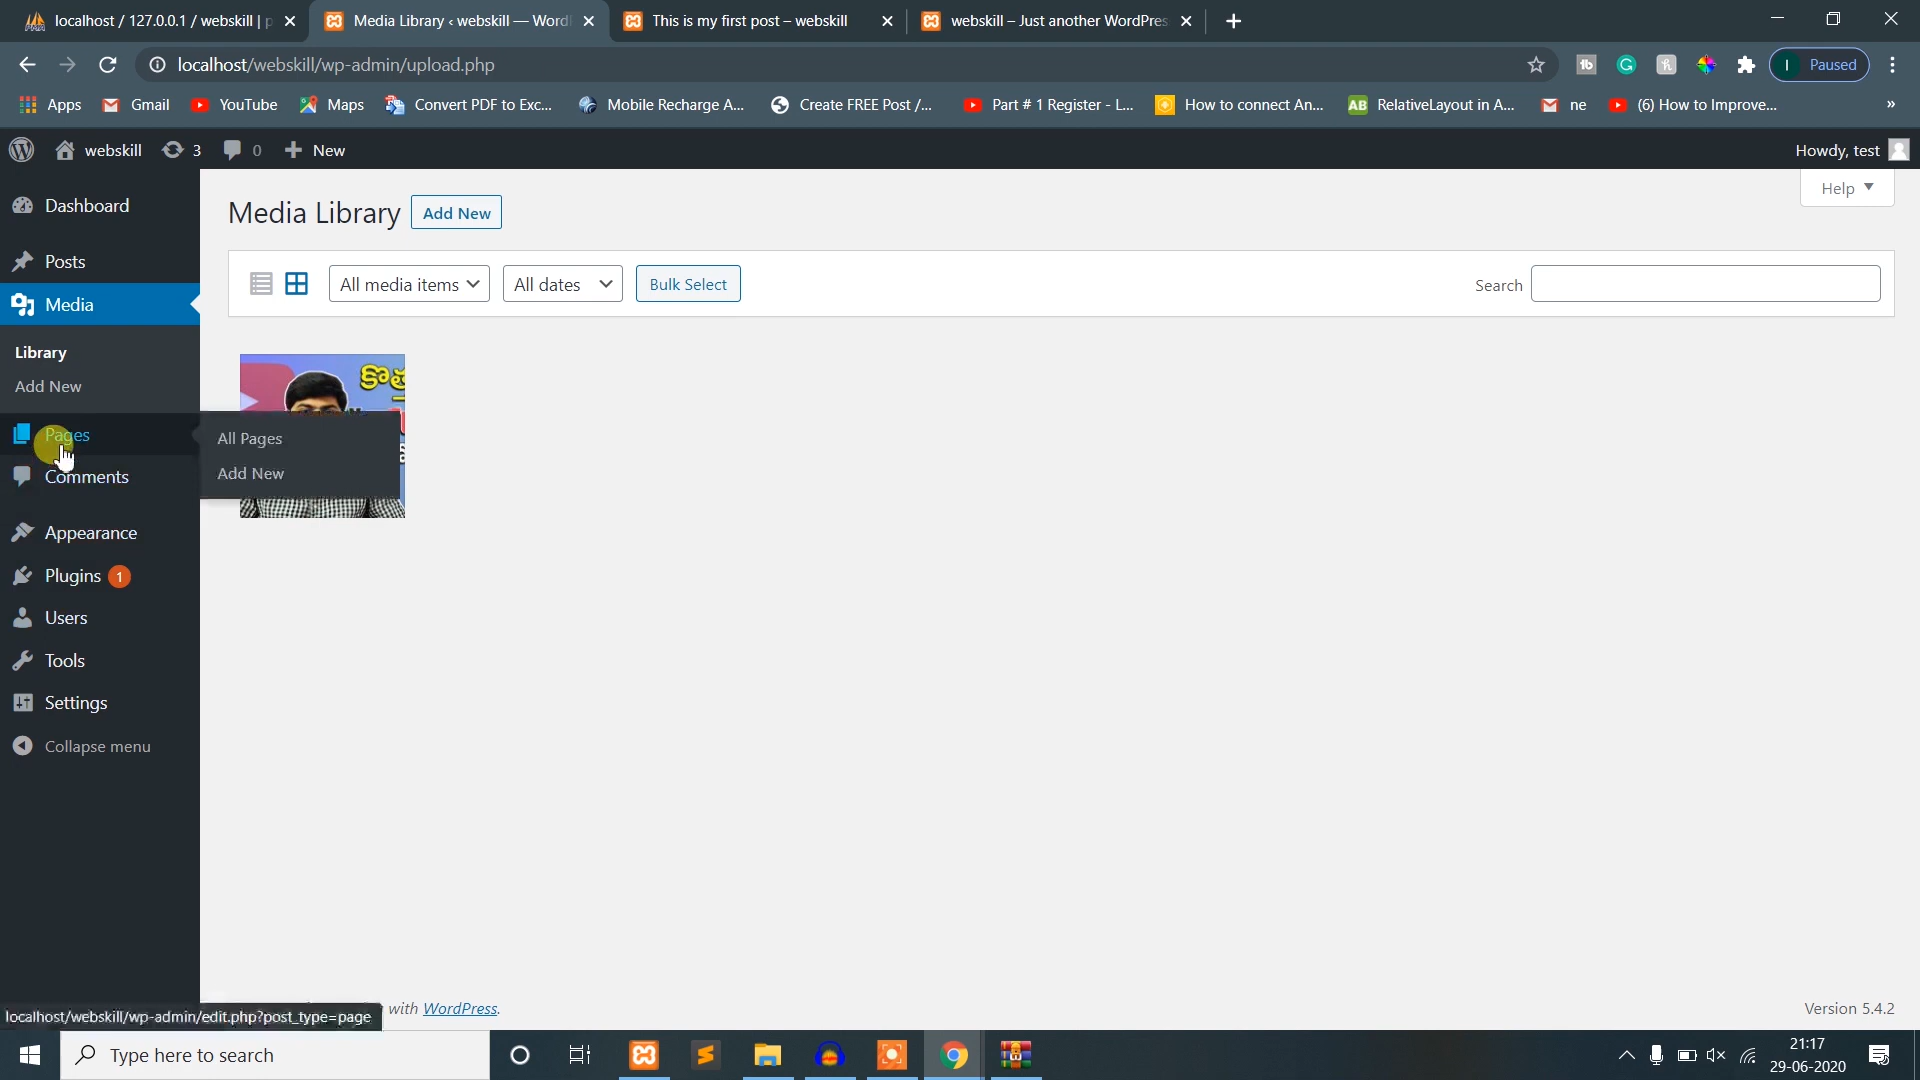 localhost / 127.0.0.1 / webskill | p
Media Library ‹ webskill — Word
This is my first post – webskill
webskill – Just another WordPres
localhost/webskill/wp-admin/upload.php
Paused
Apps
Gmail
YouTube
Maps
Convert PDF to Exc...
Mobile Recharge A...
Create FREE Post /...
Part # 1 Register - L...
How to connect An...
RelativeLayout in A...
ne
(6) How to Improve...
webskill
3
0
New
Howdy, test
Dashboard
Posts
Media
Library
Add New
Pages
All Pages
Add New
Comments
Appearance
Plugins 1
Users
Tools
Settings
Collapse menu
Media Library
Add New
Help
All media items
All dates
Bulk Select
Search
with WordPress.
Version 5.4.2
localhost/webskill/wp-admin/edit.php?post_type=page
Type here to search
21:17
29-06-2020